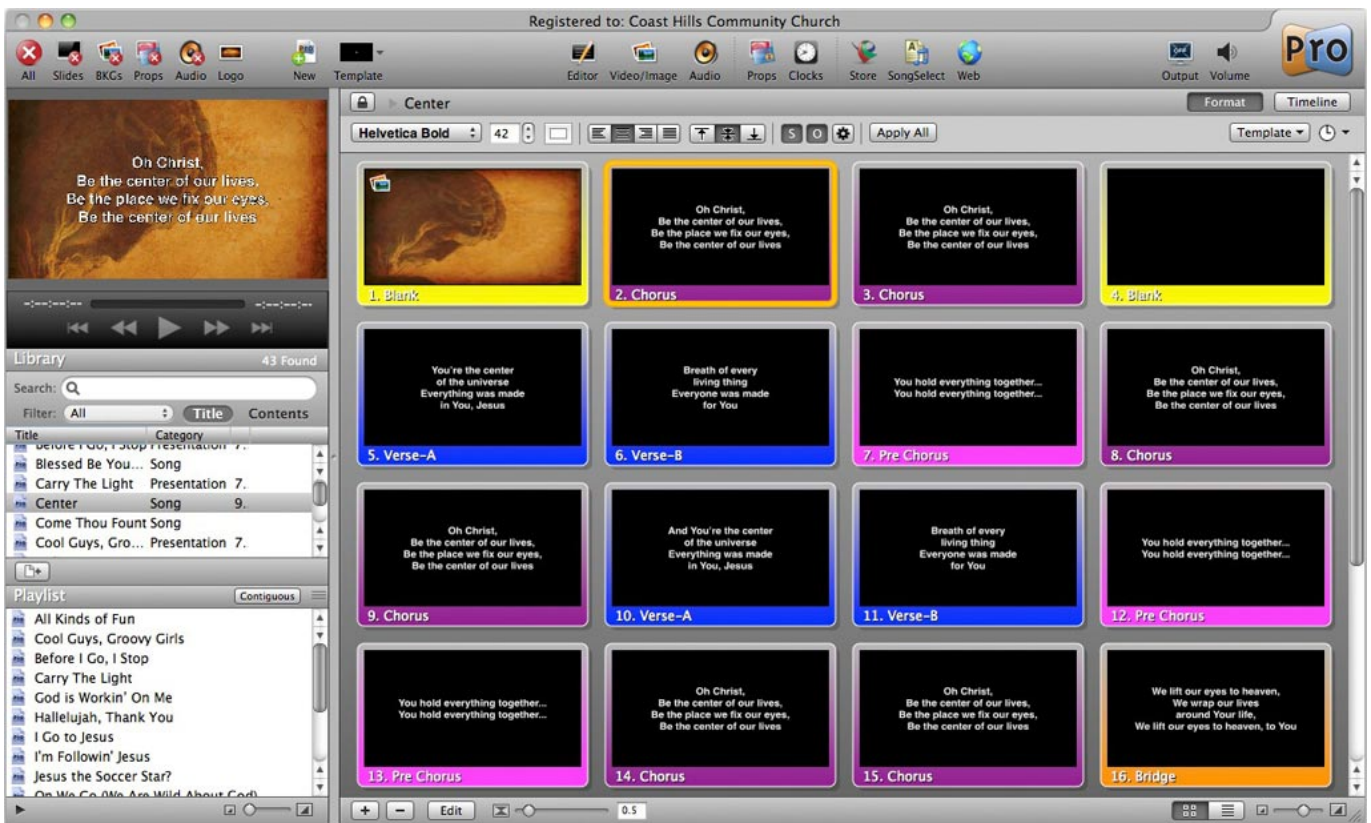 Registered to: Coast Hills Community Church
All Slides BKGs Props Audio Logo New Template Editor Video/Image Audio Props Clocks Store SongSelect Web Output Volume
Pro
Oh Christ,
Be the center of our lives,
Be the place we fix our eyes,
Be the center of our lives
-:--:--:-- -:--:--:--
Library 43 Found
Search:
Filter: All Title Contents
Title Category
Before I Go, I Stop Presentation 7.
Blessed Be You... Song
Carry The Light Presentation 7.
Center Song 9.
Come Thou Fount Song
Cool Guys, Gro... Presentation 7.
Playlist Contiguous
All Kinds of Fun
Cool Guys, Groovy Girls
Before I Go, I Stop
Carry The Light
God is Workin' On Me
Hallelujah, Thank You
I Go to Jesus
I'm Followin' Jesus
Jesus the Soccer Star?
On We Go (We Are Wild About God)
Center Format Timeline
Helvetica Bold 42 S O Apply All Template
1. Blank
Oh Christ,
Be the center of our lives,
Be the place we fix our eyes,
Be the center of our lives
2. Chorus
Oh Christ,
Be the center of our lives,
Be the place we fix our eyes,
Be the center of our lives
3. Chorus
4. Blank
You're the center
of the universe
Everything was made
in You, Jesus
5. Verse-A
Breath of every
living thing
Everyone was made
for You
6. Verse-B
You hold everything together...
You hold everything together...
7. Pre Chorus
Oh Christ,
Be the center of our lives,
Be the place we fix our eyes,
Be the center of our lives
8. Chorus
Oh Christ,
Be the center of our lives,
Be the place we fix our eyes,
Be the center of our lives
9. Chorus
And You're the center
of the universe
Everything was made
in You, Jesus
10. Verse-A
Breath of every
living thing
Everyone was made
for You
11. Verse-B
You hold everything together...
You hold everything together...
12. Pre Chorus
You hold everything together...
You hold everything together...
13. Pre Chorus
Oh Christ,
Be the center of our lives,
Be the place we fix our eyes,
Be the center of our lives
14. Chorus
Oh Christ,
Be the center of our lives,
Be the place we fix our eyes,
Be the center of our lives
15. Chorus
We lift our eyes to heaven,
We wrap our lives
around Your life,
We lift our eyes to heaven, to You
16. Bridge
Edit 0.5